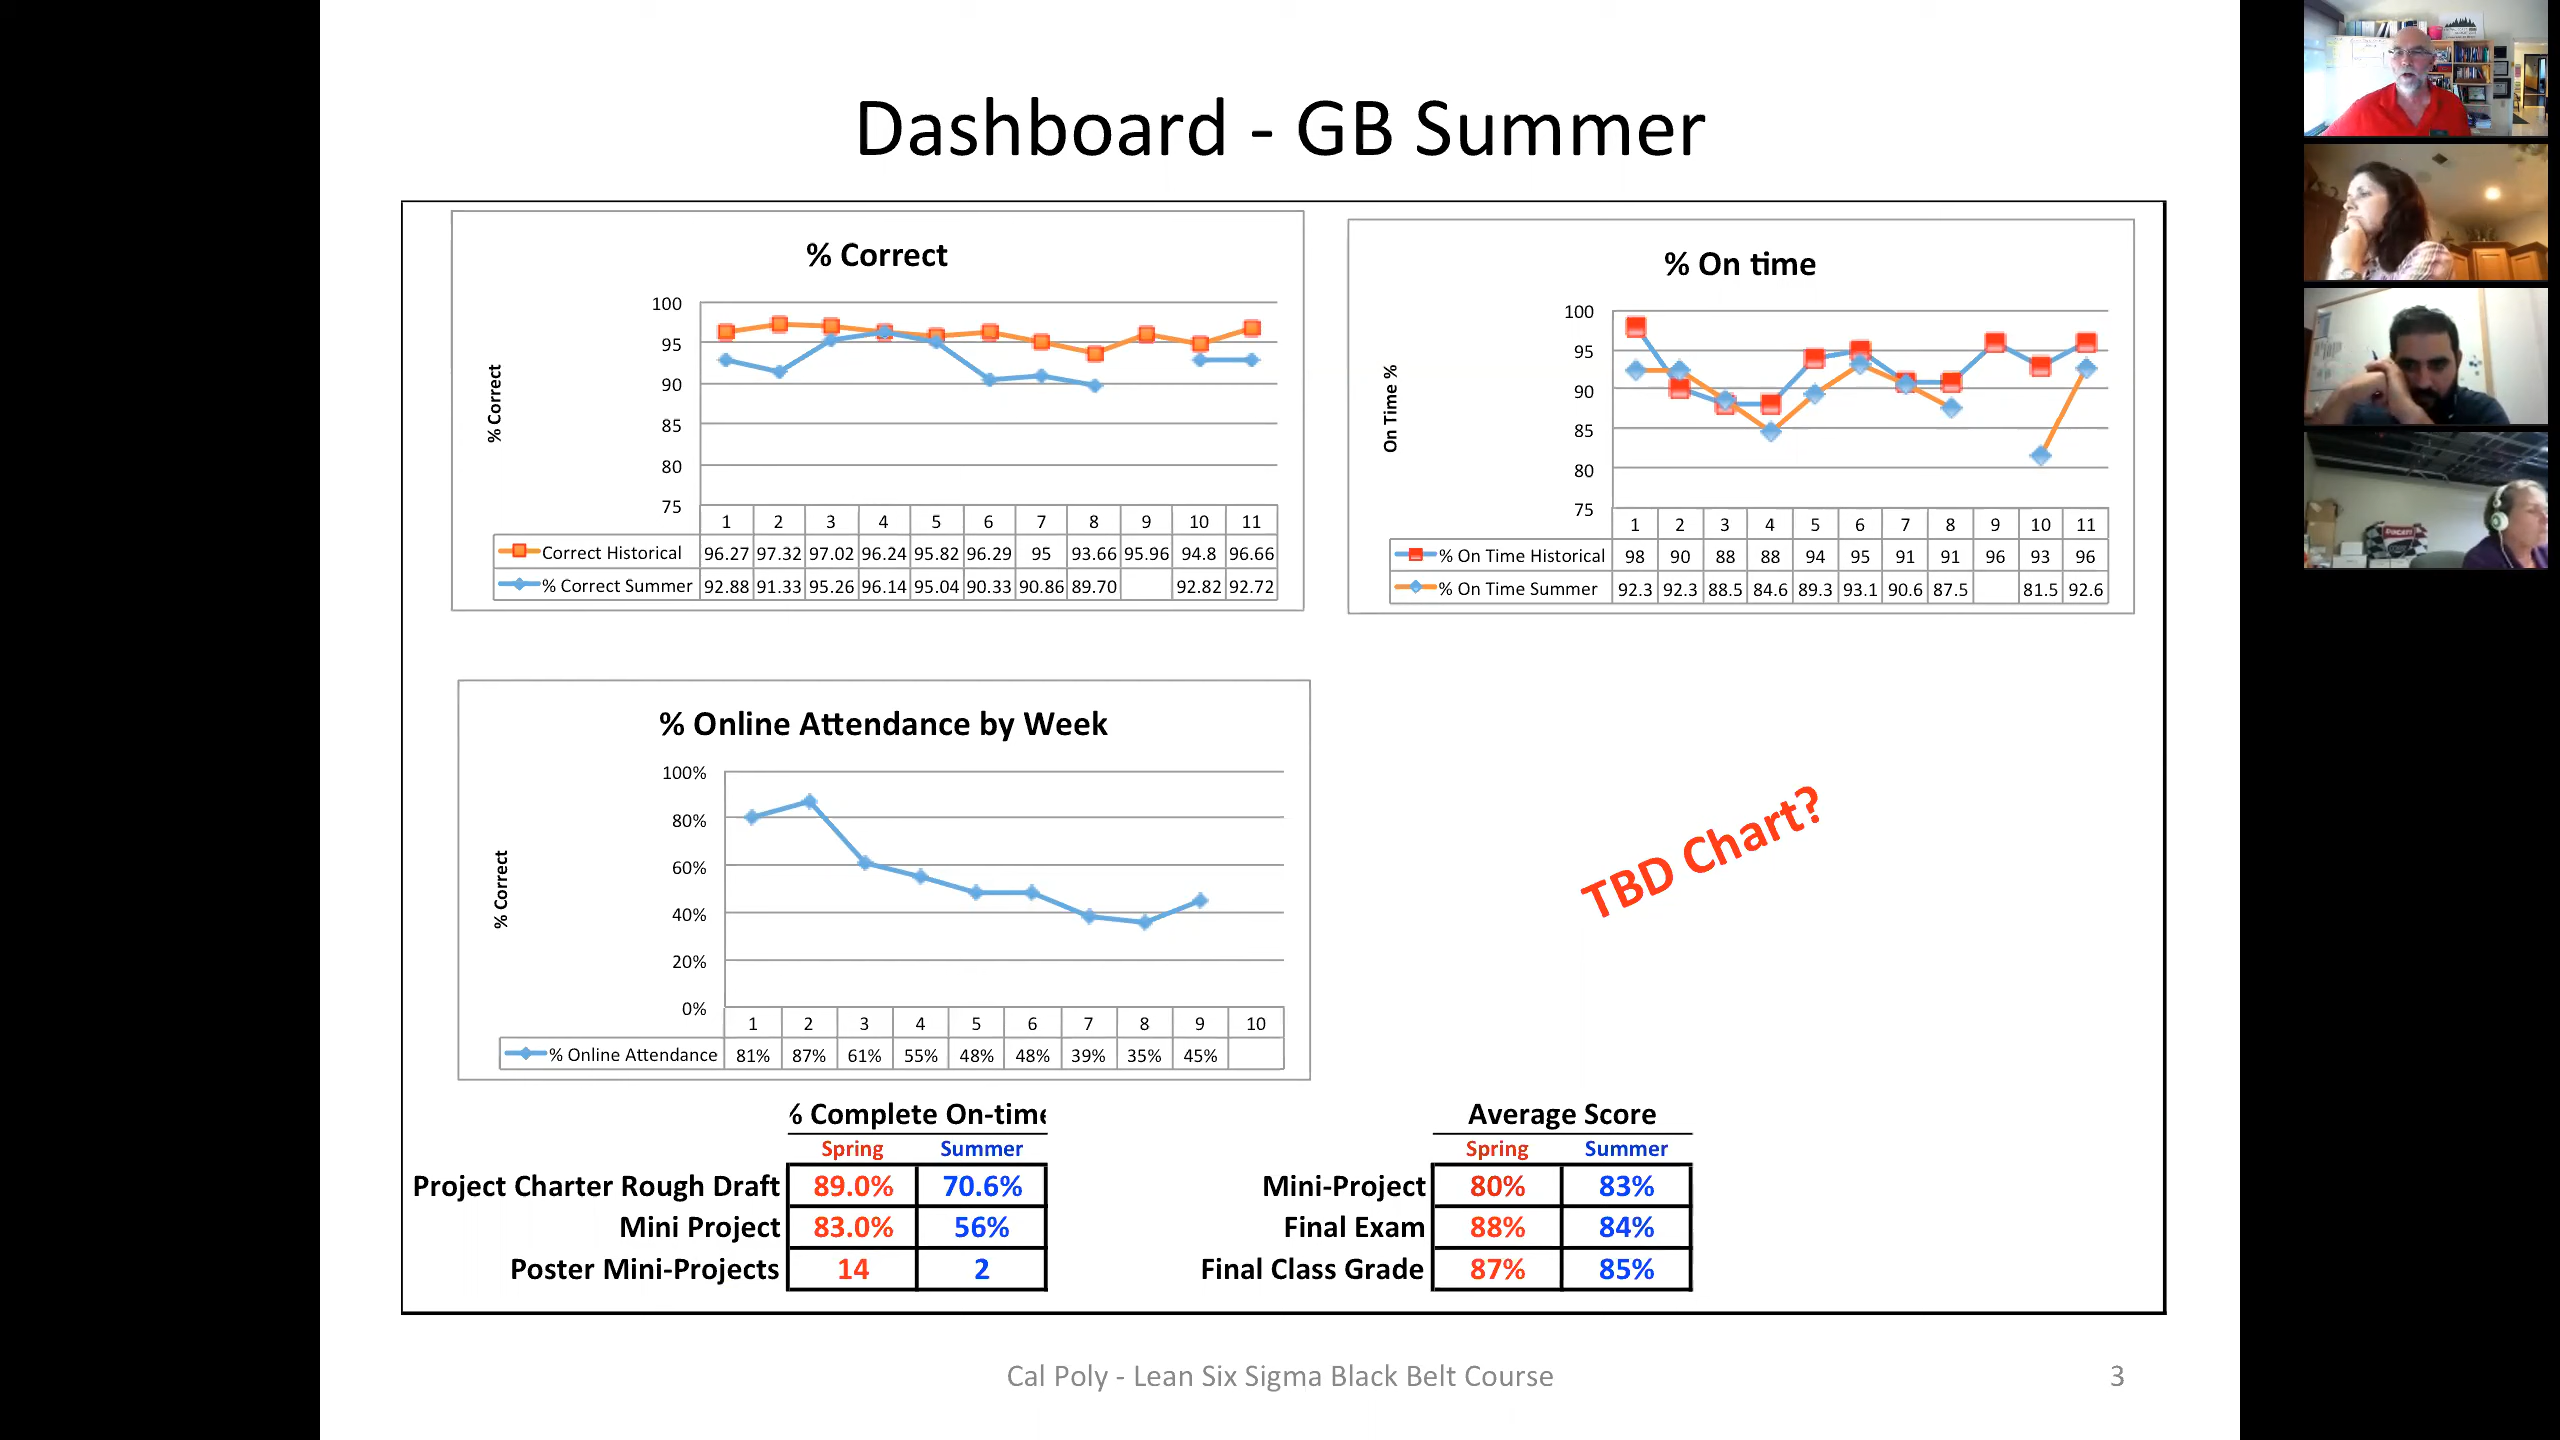 Dashboard - GB Summer
% Correct
% Correct
100
95
90
85
80
75
1 2 3 4 5 6 7 8 9 10 11
Correct Historical 96.27 97.32 97.02 96.24 95.82 96.29 95 93.66 95.96 94.8 96.66
% Correct Summer 92.88 91.33 95.26 96.14 95.04 90.33 90.86 89.70 92.82 92.72
% On time
On Time %
100
95
90
85
80
75
1 2 3 4 5 6 7 8 9 10 11
% On Time Historical 98 90 88 88 94 95 91 91 96 93 96
% On Time Summer 92.3 92.3 88.5 84.6 89.3 93.1 90.6 87.5 81.5 92.6
% Online Attendance by Week
% Correct
100%
80%
60%
40%
20%
0%
1 2 3 4 5 6 7 8 9 10
% Online Attendance 81% 87% 61% 55% 48% 48% 39% 35% 45%
TBD Chart?
% Complete On-time
Spring Summer
Project Charter Rough Draft 89.0% 70.6%
Mini Project 83.0% 56%
Poster Mini-Projects 14 2
Average Score
Spring Summer
Mini-Project 80% 83%
Final Exam 88% 84%
Final Class Grade 87% 85%
Cal Poly - Lean Six Sigma Black Belt Course
3